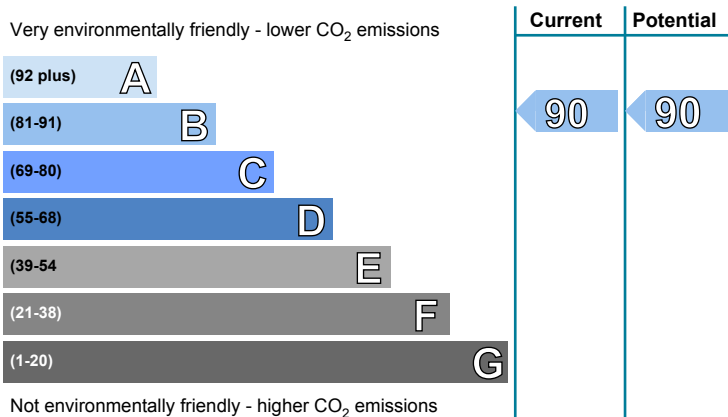 Very environmentally friendly - lower CO2 emissions
Current
Potential
(92 plus) A
(81-91) B
90
90
(69-80) C
(55-68) D
(39-54 E
(21-38) F
(1-20) G
Not environmentally friendly - higher CO2 emissions